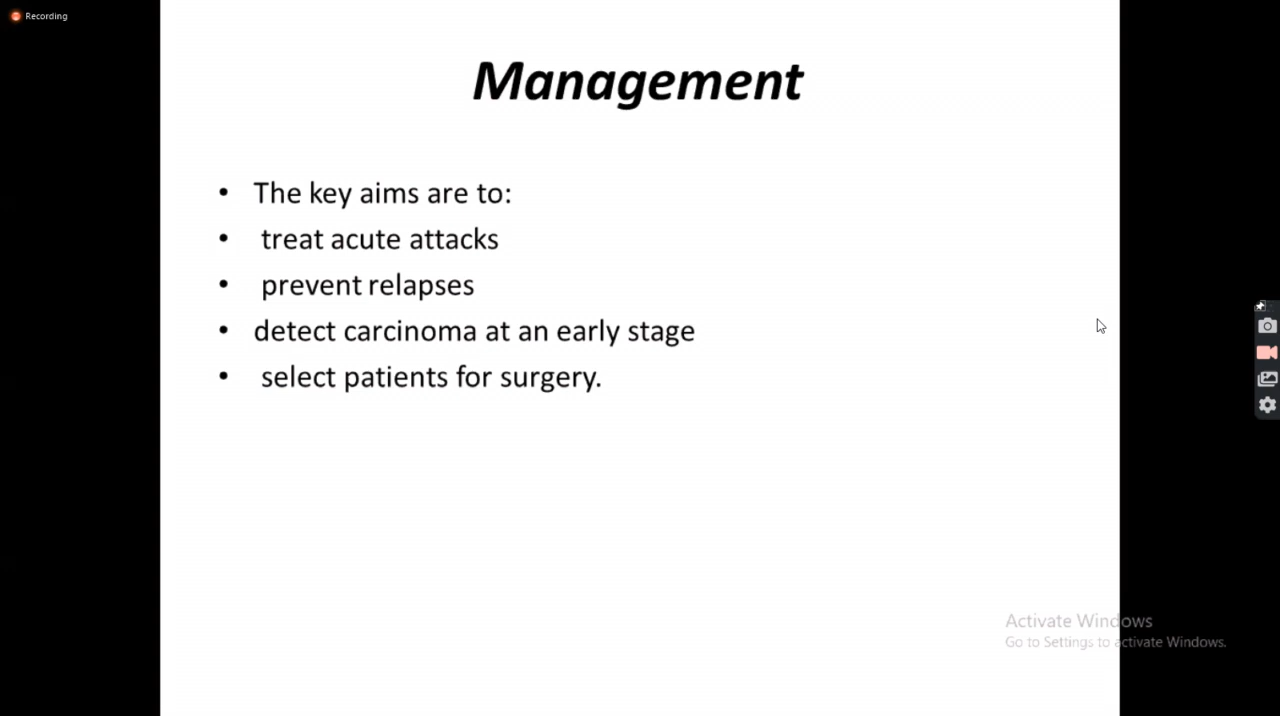 Recording
Management
• The key aims are to:
• treat acute attacks
• prevent relapses
• detect carcinoma at an early stage
• select patients for surgery.
Activate Windows
Go to Settings to activate Windows.